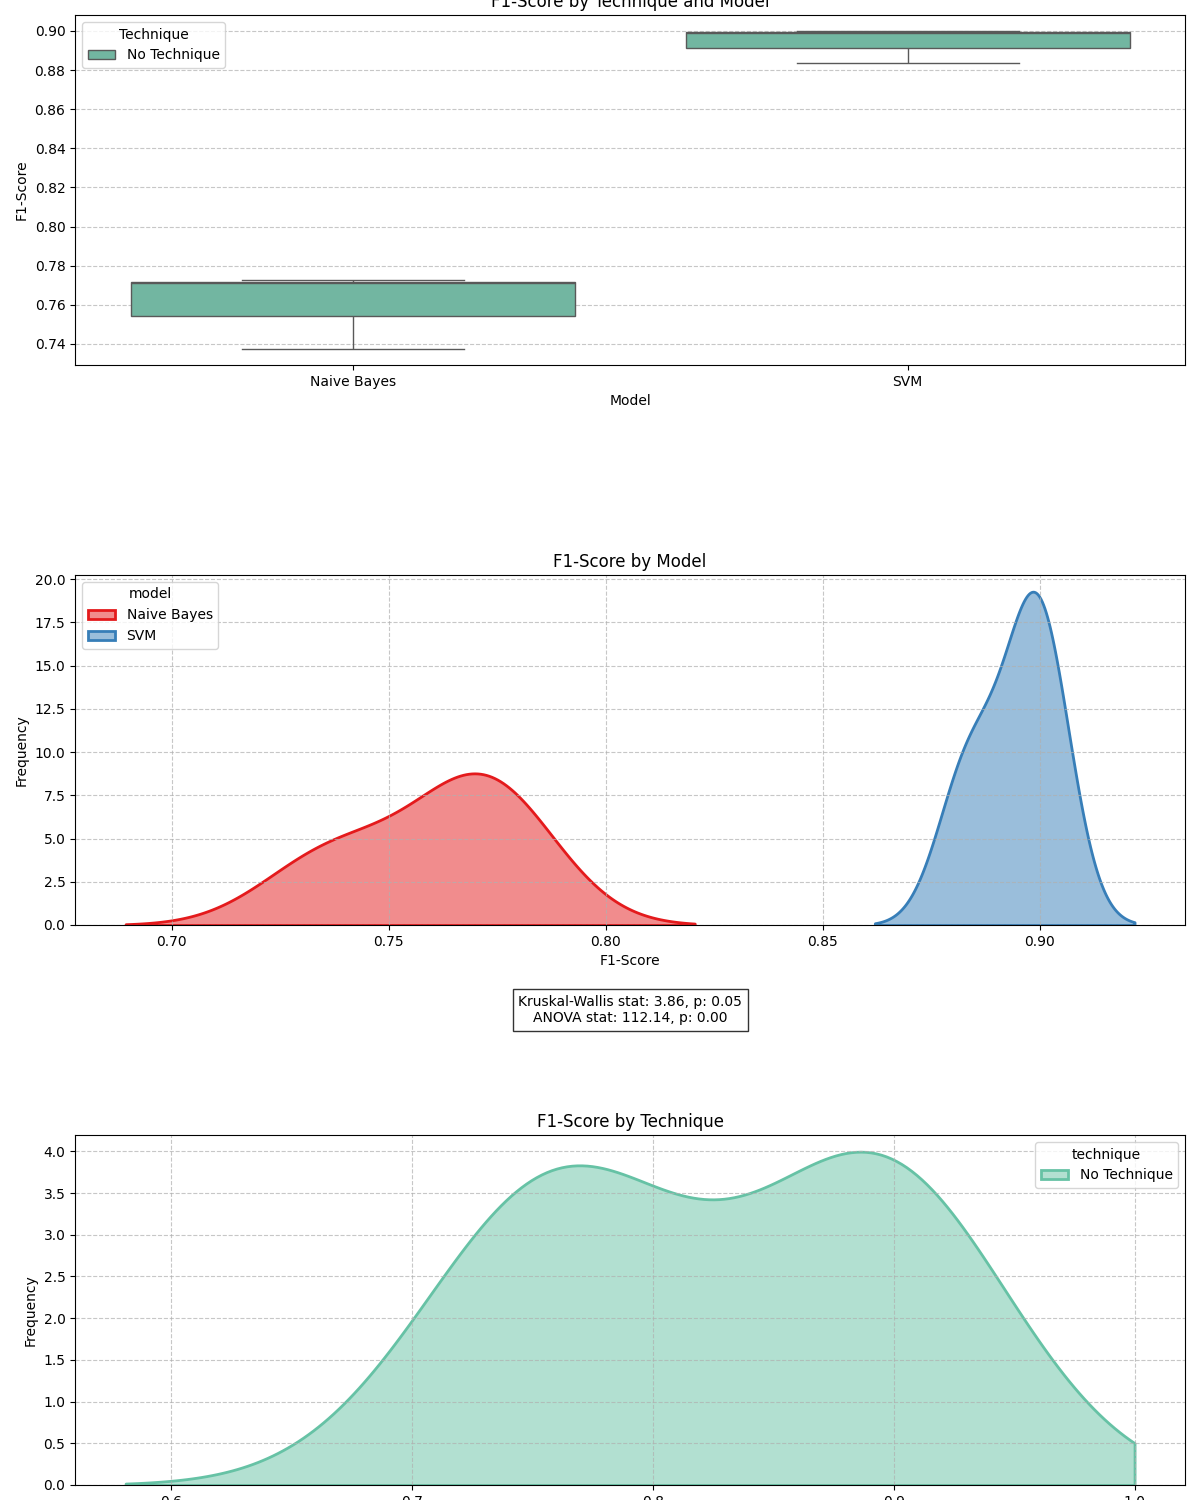 F1-Score by Technique and Model
0.90
0.88
0.86
0.84
0.82
0.80
0.78
0.76
0.74
F1-Score
Technique
No Technique
Naive Bayes SVM
Model
F1-Score by Model
20.0
17.5
15.0
12.5
10.0
7.5
5.0
2.5
0.0
Frequency
model
Naive Bayes
SVM
0.70 0.75 0.80 0.85 0.90
F1-Score
Kruskal-Wallis stat: 3.86, p: 0.05
ANOVA stat: 112.14, p: 0.00
F1-Score by Technique
4.0
3.5
3.0
2.5
2.0
1.5
1.0
0.5
0.0
Frequency
technique
No Technique
0.6 0.7 0.8 0.9 1.0